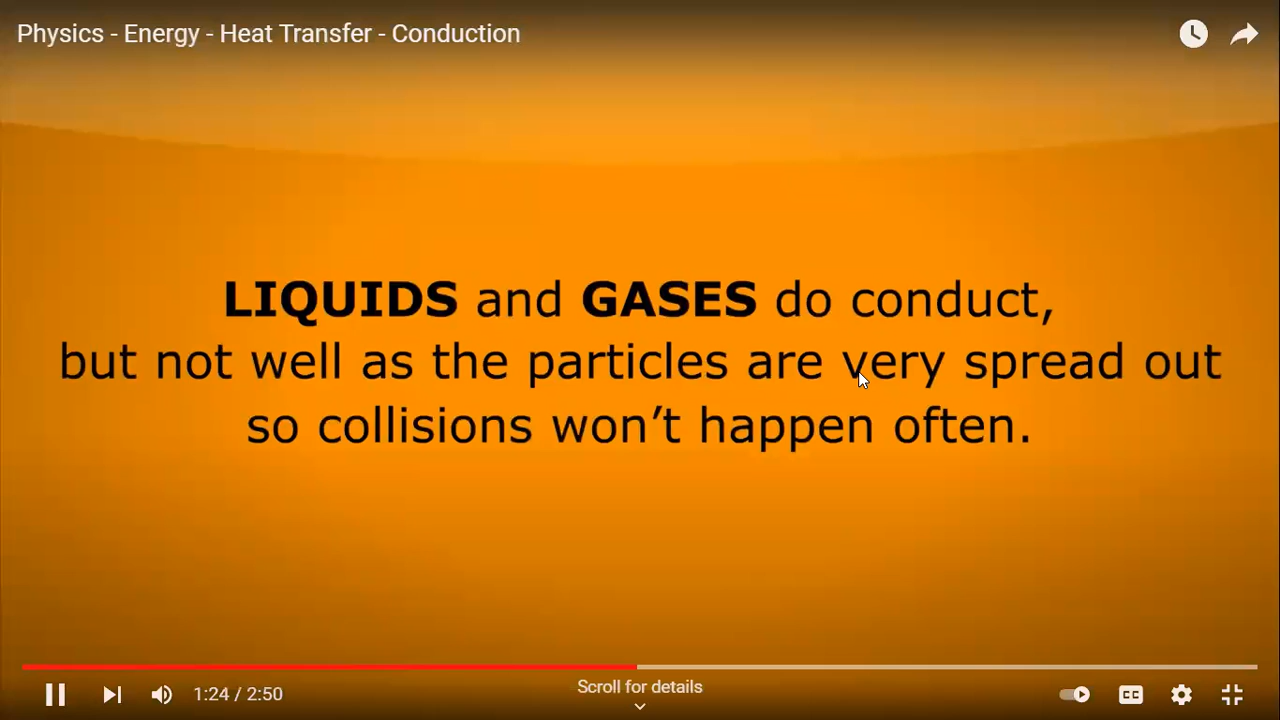 Physics - Energy - Heat Transfer - Conduction
LIQUIDS and GASES do conduct,
but not well as the particles are very spread out
so collisions won’t happen often.
1:24 / 2:50
Scroll for details
CC